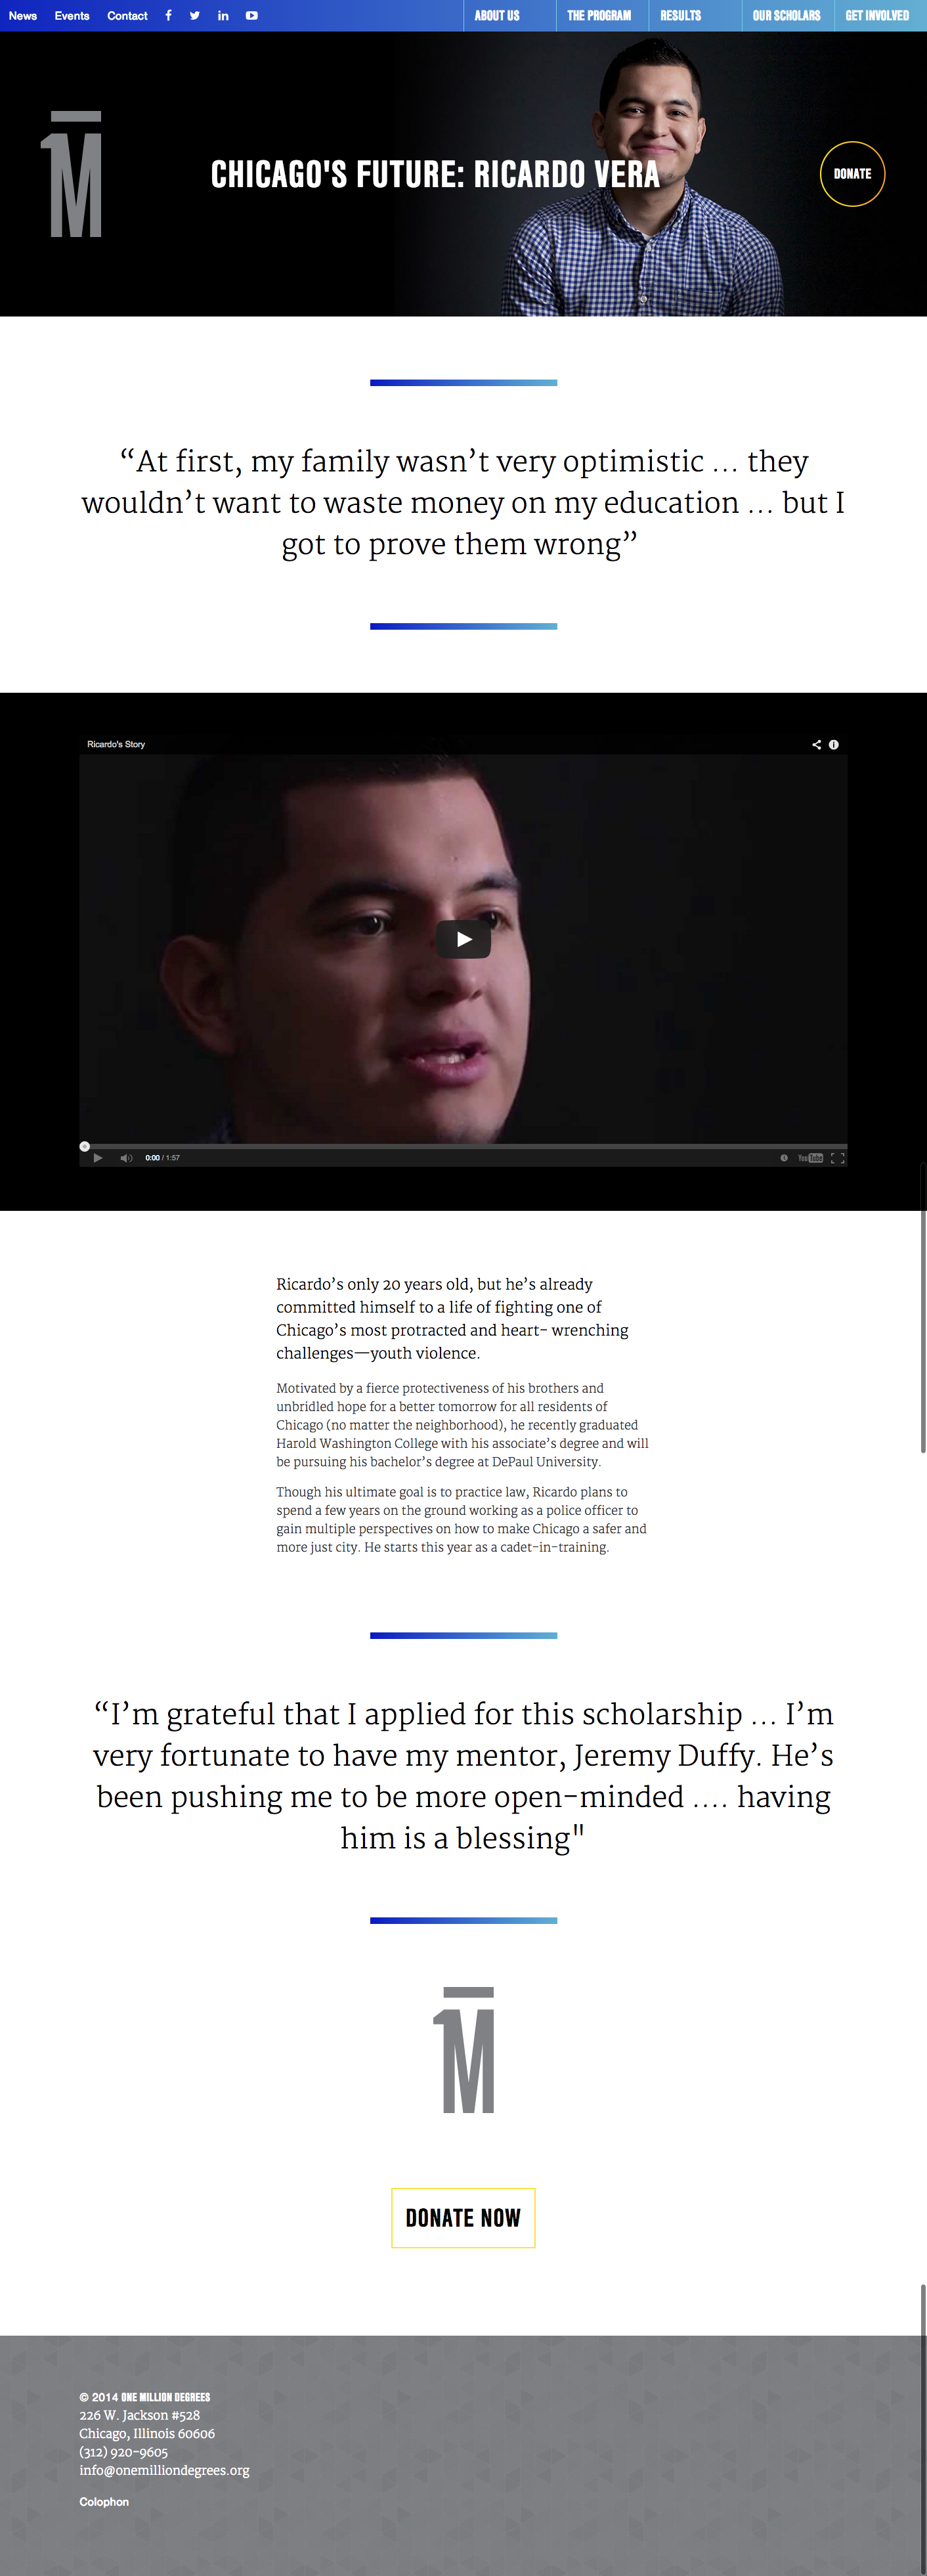 News Events Contact
ABOUT US THE PROGRAM RESULTS OUR SCHOLARS GET INVOLVED
1M
CHICAGO'S FUTURE: RICARDO VERA
DONATE
“At first, my family wasn’t very optimistic ... they
wouldn’t want to waste money on my education ... but I
got to prove them wrong”
Ricardo's Story
0:00 / 1:57
YouTube
Ricardo’s only 20 years old, but he’s already
committed himself to a life of fighting one of
Chicago’s most protracted and heart- wrenching
challenges—youth violence.
Motivated by a fierce protectiveness of his brothers and
unbridled hope for a better tomorrow for all residents of
Chicago (no matter the neighborhood), he recently graduated
Harold Washington College with his associate’s degree and will
be pursuing his bachelor’s degree at DePaul University.
Though his ultimate goal is to practice law, Ricardo plans to
spend a few years on the ground working as a police officer to
gain multiple perspectives on how to make Chicago a safer and
more just city. He starts this year as a cadet-in-training.
“I’m grateful that I applied for this scholarship ... I’m
very fortunate to have my mentor, Jeremy Duffy. He’s
been pushing me to be more open-minded .... having
him is a blessing"
1M
DONATE NOW
© 2014 ONE MILLION DEGREES
226 W. Jackson #528
Chicago, Illinois 60606
(312) 920-9605
info@onemilliondegrees.org
Colophon